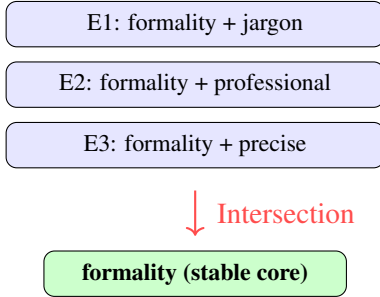 E1: formality + jargon
E2: formality + professional
E3: formality + precise
Intersection
formality (stable core)